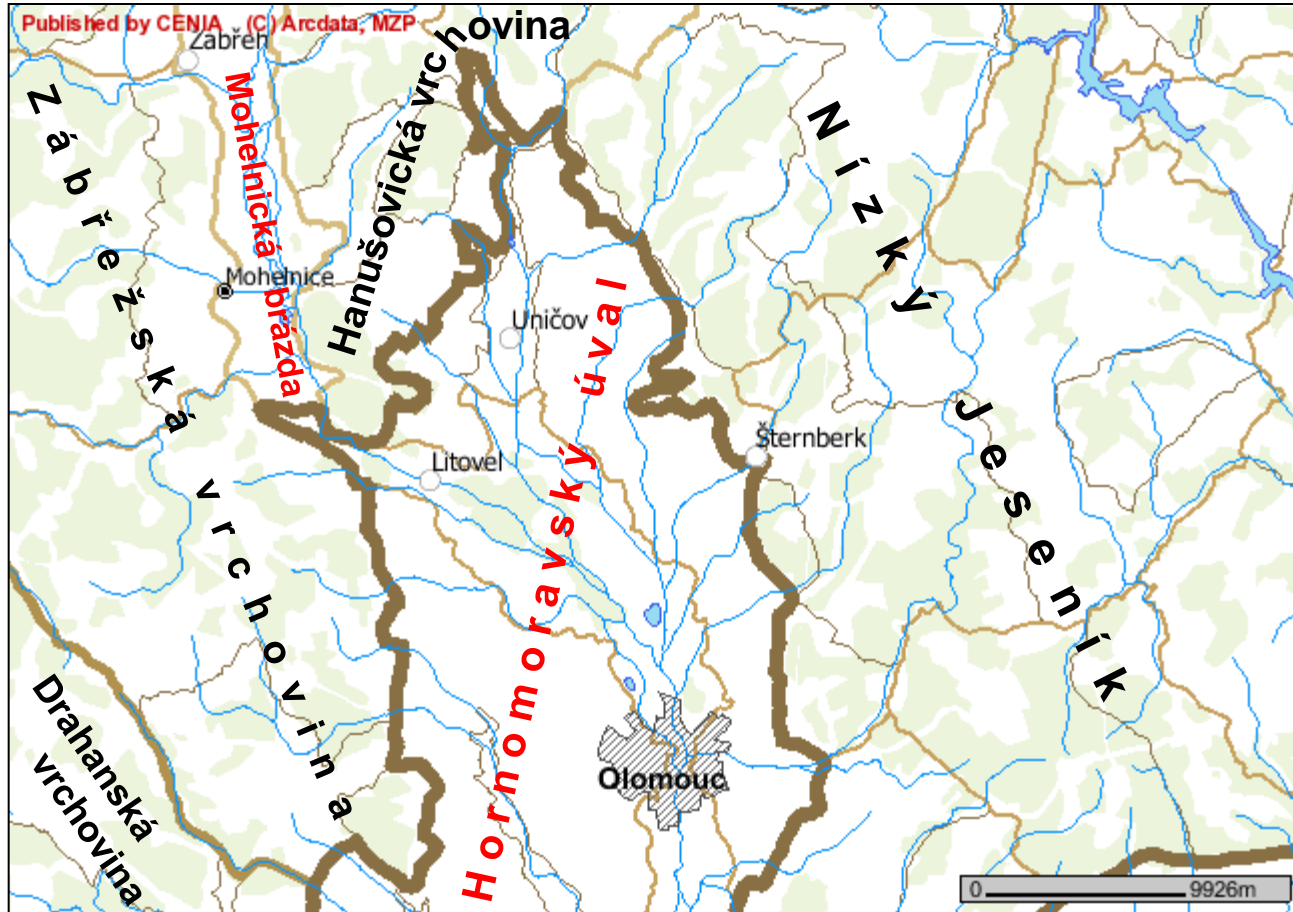 Published by CENIA (C) Arcdata, MZP
Zábřeh
Hanušovická vrchovina
Mohelnická brázda
Zábřežská vrchovina
Nízký Jeseník
Mohelnice
Uničov
Šternberk
Litovel
Hornomoravský úval
Drahanská
vrchovina
Olomouc
0 9926m